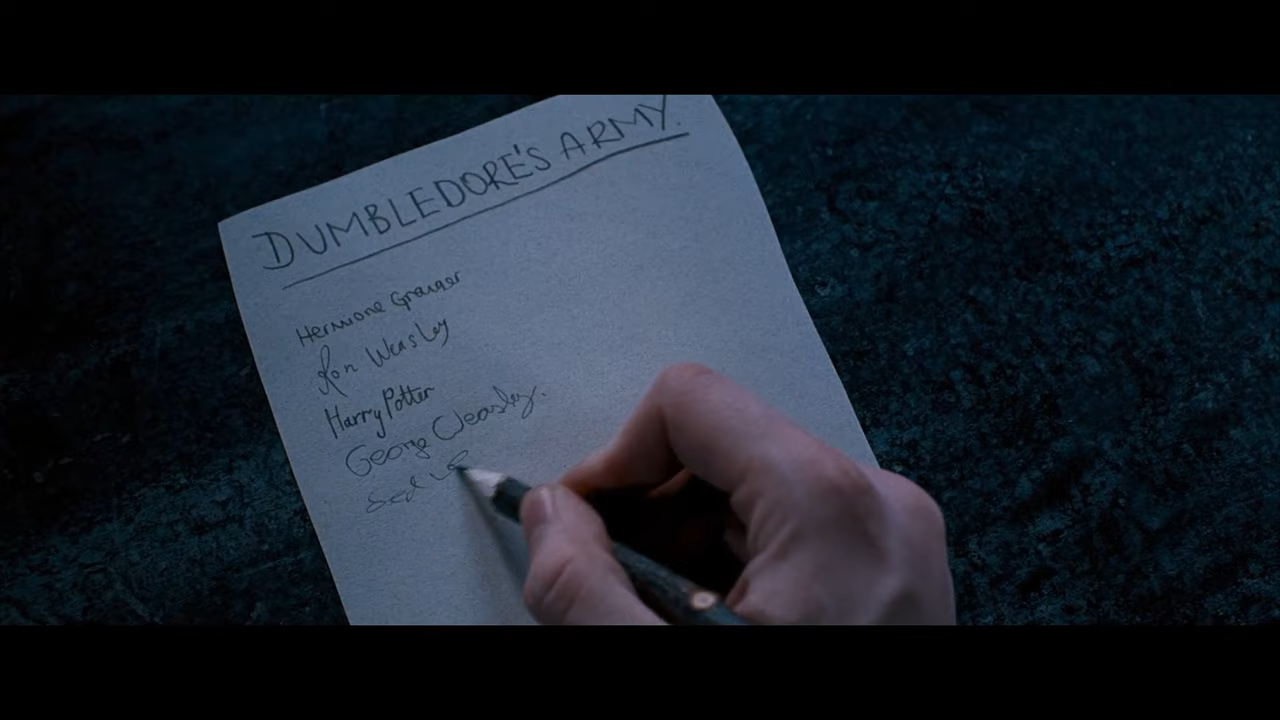 DUMBLEDORE'S ARMY.
Hermione Granger
Ron Weasley
Harry Potter
George Weasley.